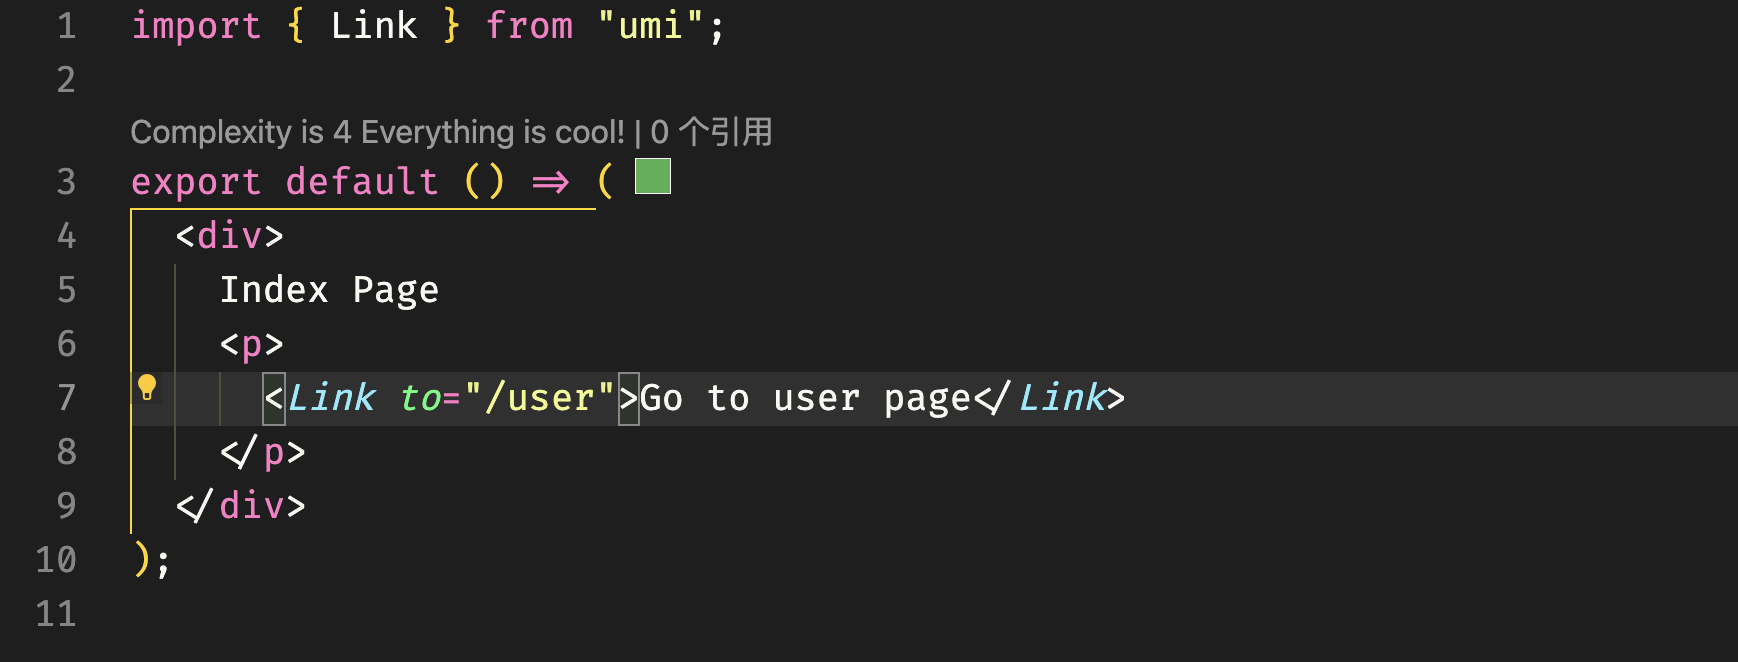 1 import { Link } from "umi";
2
Complexity is 4 Everything is cool! | 0 个引用
3 export default () => (
4 <div>
5 Index Page
6 <p>
7 <Link to="/user">Go to user page</Link>
8 </p>
9 </div>
10 );
11